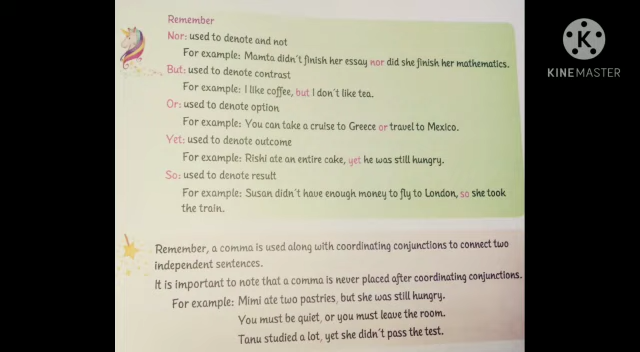 Remember
Nor: used to denote and not
For example: Mamta didn't finish her essay nor did she finish her mathematics.
But: used to denote contrast
For example: I like coffee, but I don't like tea.
Or: used to denote option
For example: You can take a cruise to Greece or travel to Mexico.
Yet: used to denote outcome
For example: Rishi ate an entire cake, yet he was still hungry.
So: used to denote result
For example: Susan didn't have enough money to fly to London, so she took
the train.
Remember, a comma is used along with coordinating conjunctions to connect two
independent sentences.
It is important to note that a comma is never placed after coordinating conjunctions.
For example: Mimi ate two pastries, but she was still hungry.
You must be quiet, or you must leave the room.
Tanu studied a lot, yet she didn't pass the test.
K
KINEMASTER